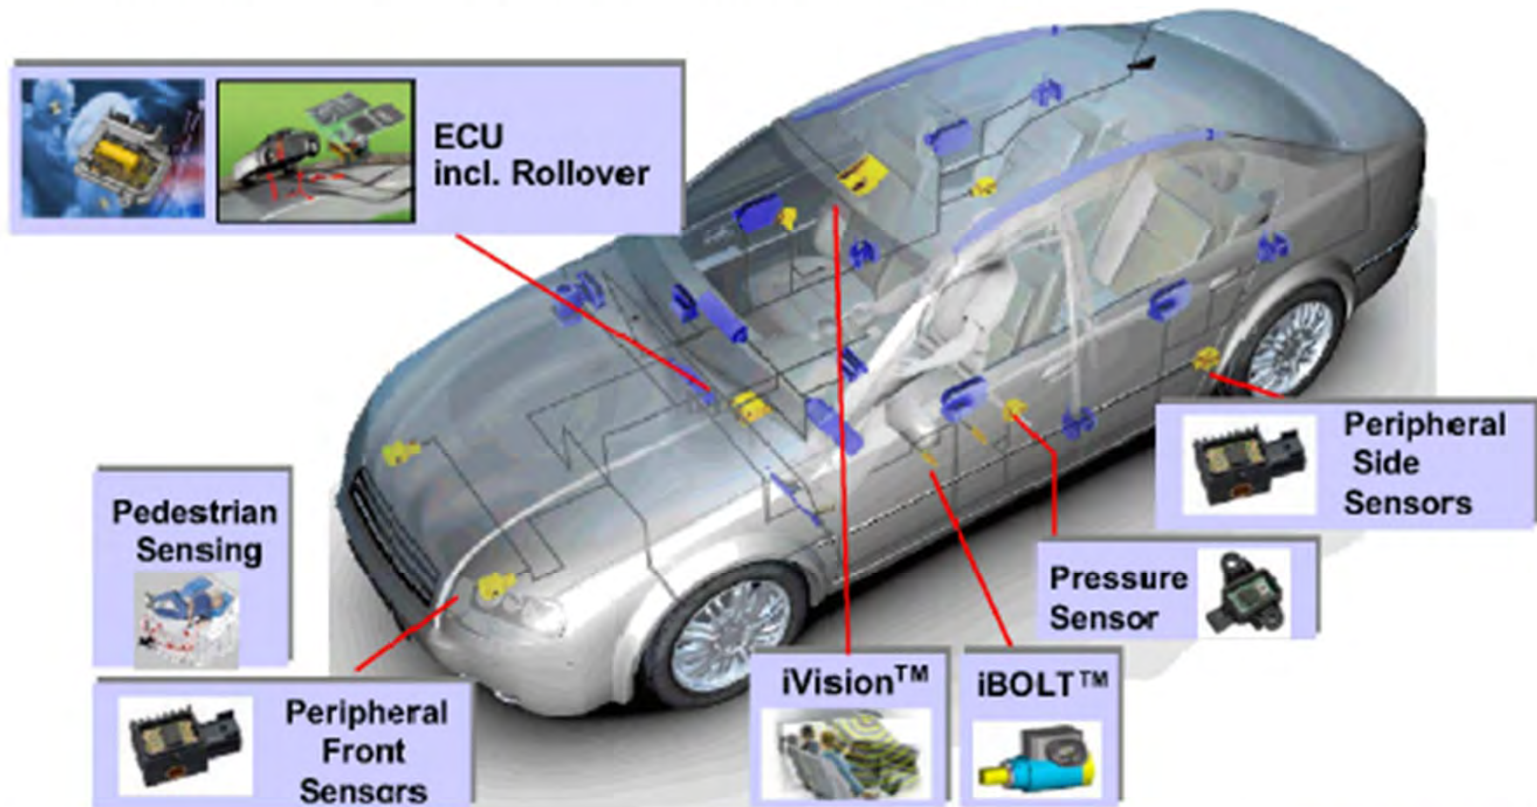 ECU
incl. Rollover
Peripheral
Side
Sensors
Pedestrian
Sensing
Pressure
Sensor
iVision™
iBOLT™
Peripheral
Front
Sensors